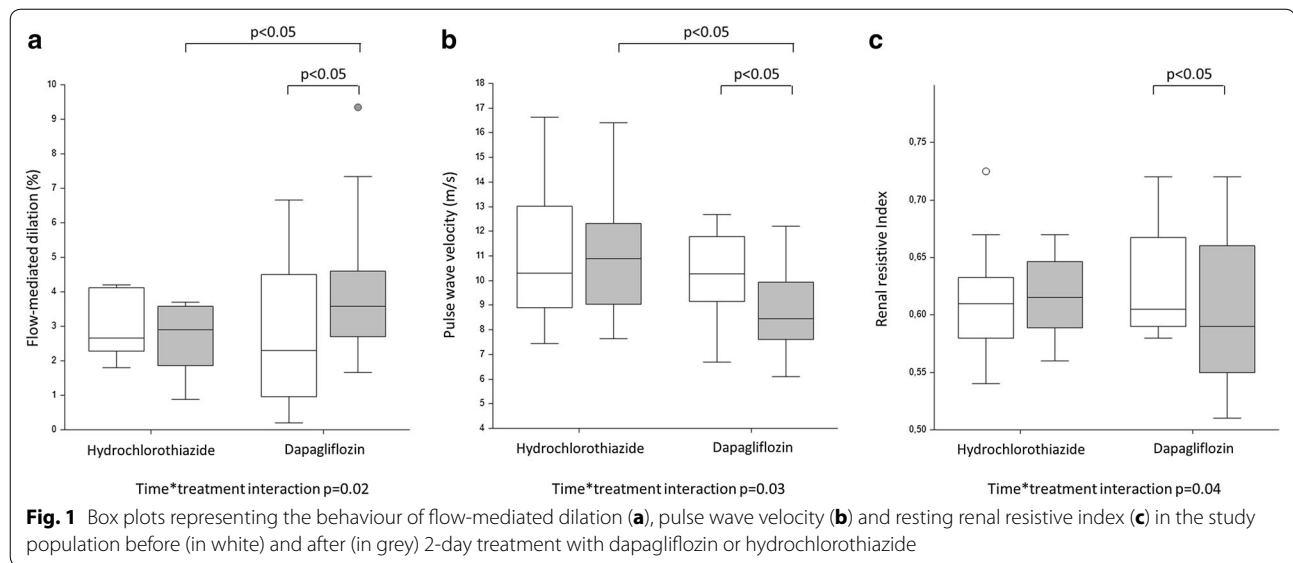 a
p<0.05
p<0.05
Flow-mediated dilation (%)
10
9
8
7
6
5
4
3
2
1
0
Hydrochlorothiazide Dapagliflozin
Time*treatment interaction p=0.02
b
p<0.05
p<0.05
Pulse wave velocity (m/s)
18
17
16
15
14
13
12
11
10
9
8
7
6
5
4
Hydrochlorothiazide Dapagliflozin
Time*treatment interaction p=0.03
c
p<0.05
Renal resistive Index
0,75
0,70
0,65
0,60
0,55
0,50
Hydrochlorothiazide Dapagliflozin
Time*treatment interaction p=0.04
Fig. 1 Box plots representing the behaviour of flow-mediated dilation (a), pulse wave velocity (b) and resting renal resistive index (c) in the study
population before (in white) and after (in grey) 2-day treatment with dapagliflozin or hydrochlorothiazide